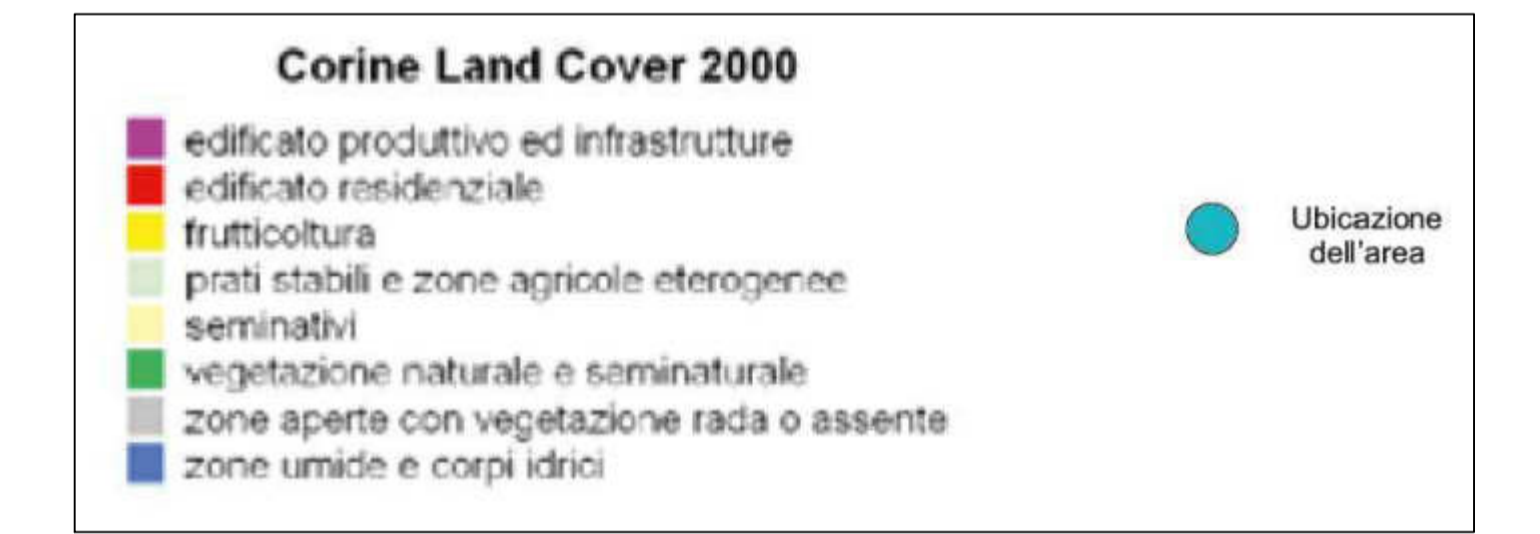 Corine Land Cover 2000
edificato produttivo ed infrastrutture
edificato residenziale
frutticoltura
prati stabili e zone agricole eterogenee
seminativi
vegetazione naturale e seminaturale
zone aperte con vegetazione rada o assente
zone umide e corpi idrici
Ubicazione
dell'area